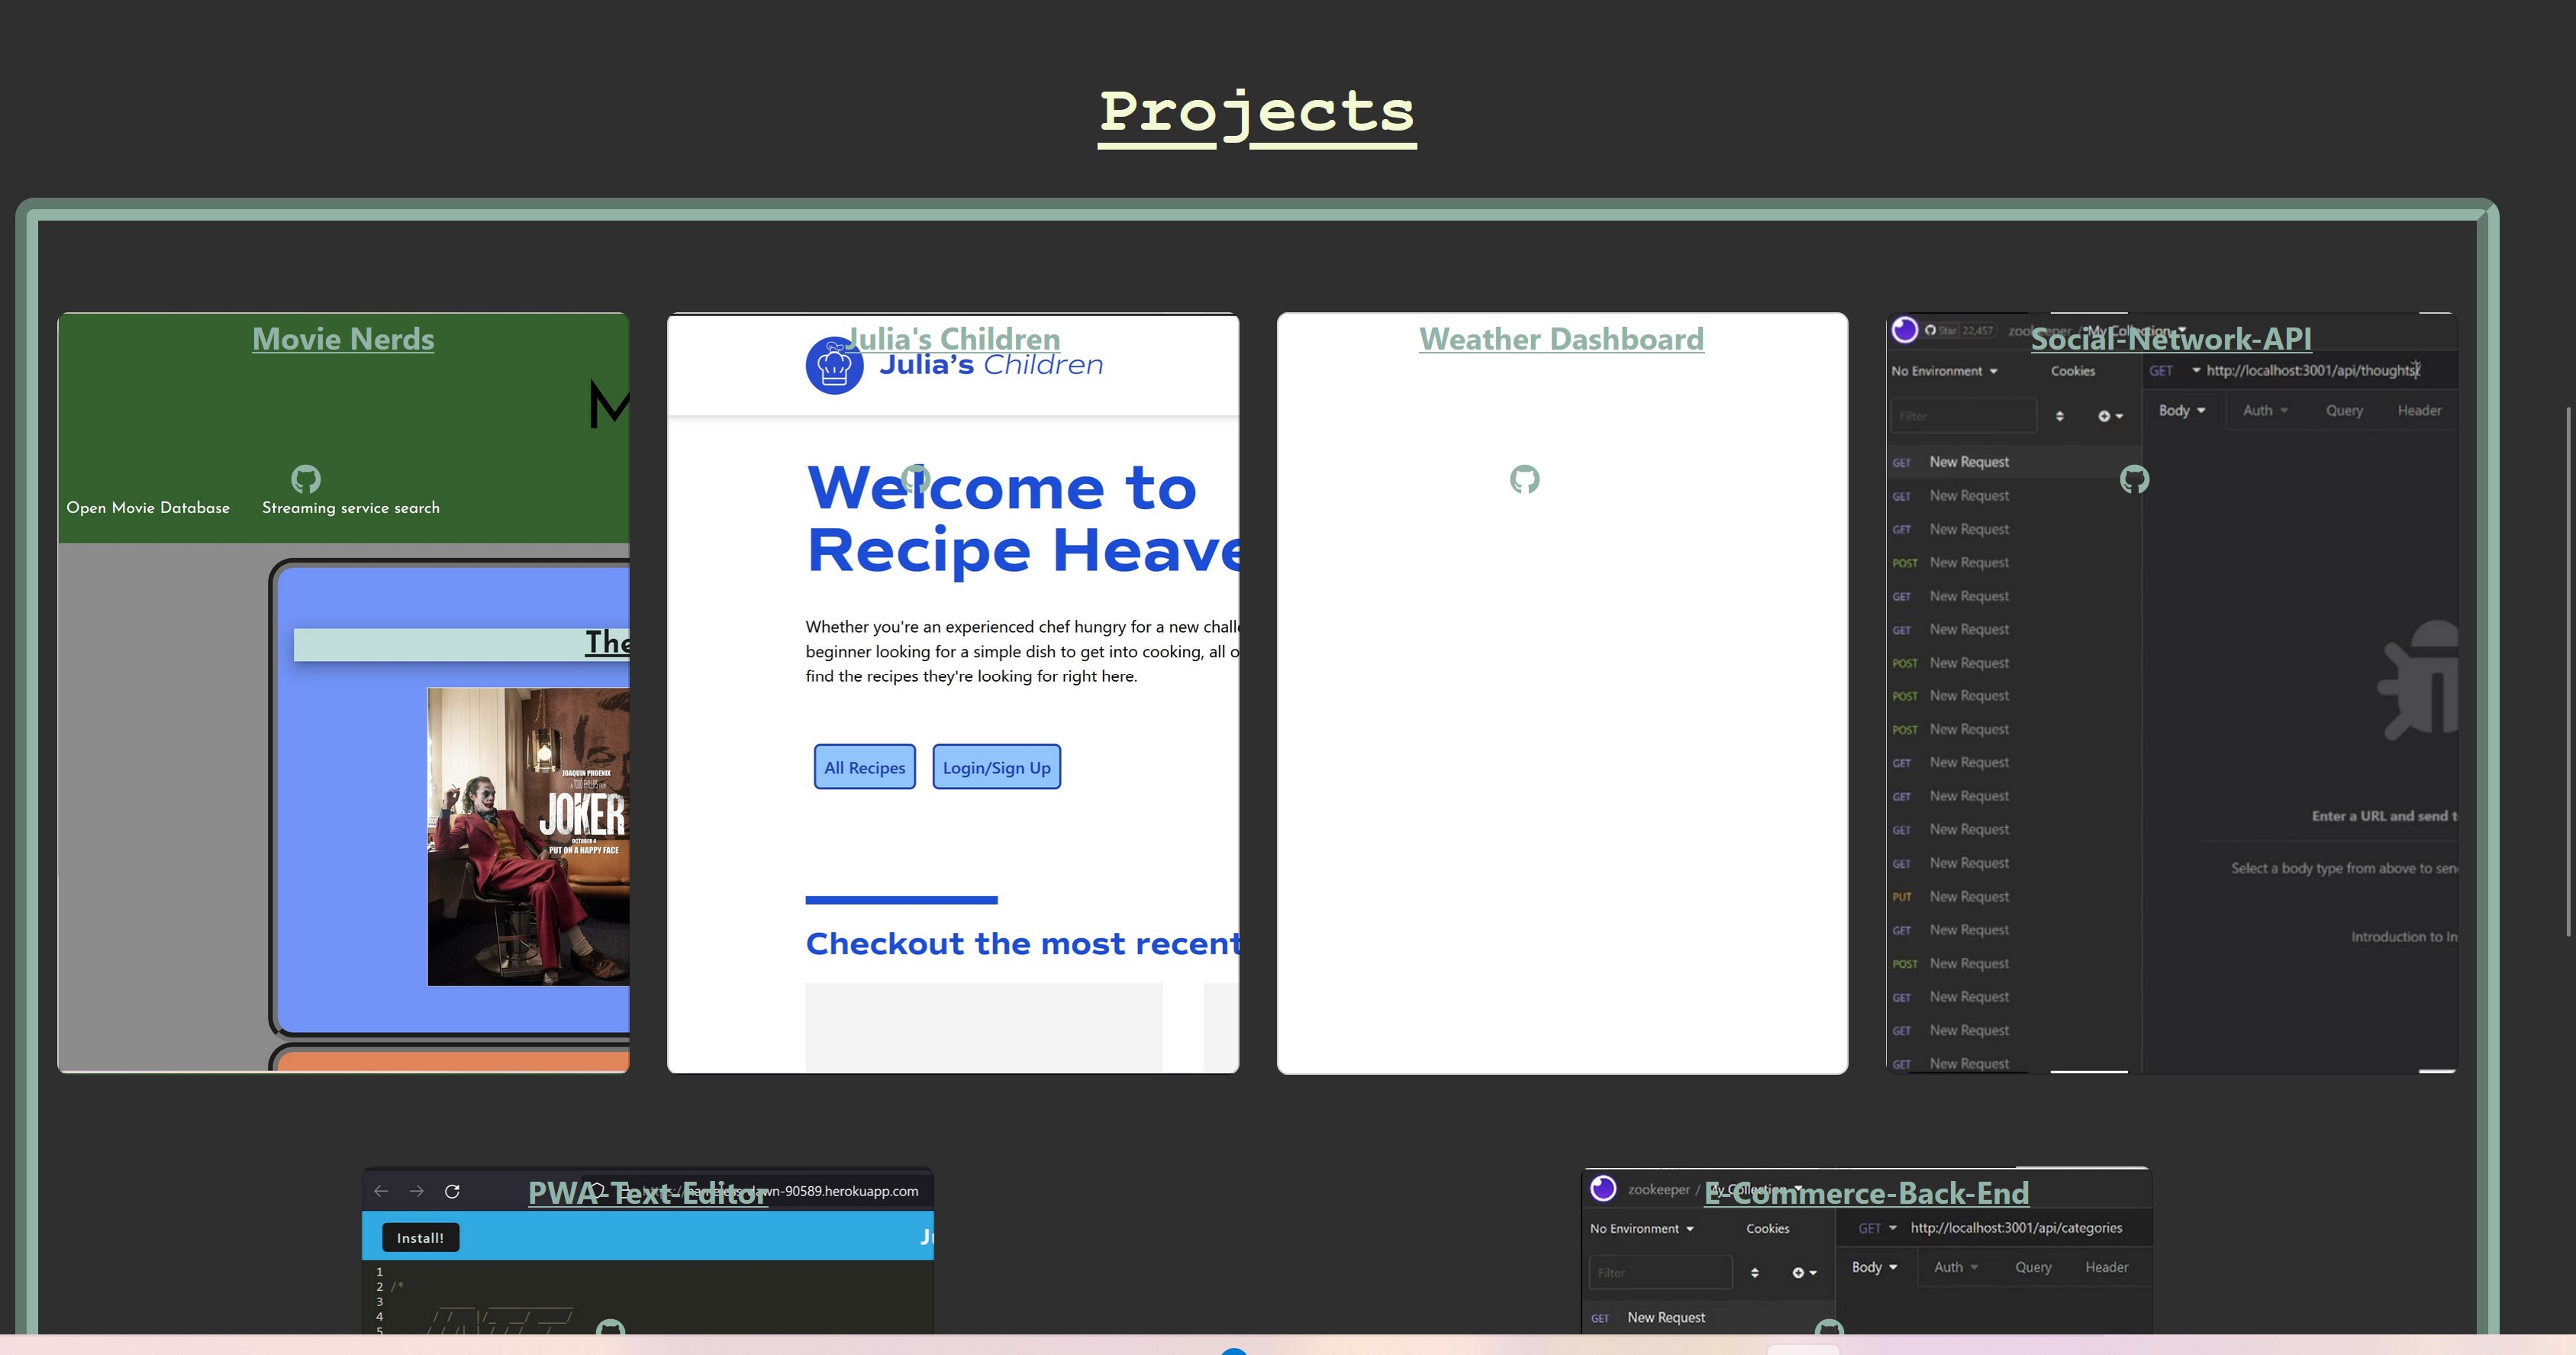 Projects
Movie Nerds
M
Open Movie Database Streaming service search
The
JOAQUIN PHOENIX
JOKER
OCTOBER 4
PUT ON A HAPPY FACE
Julia's Children
Julia's Children
Welcome to
Recipe Heave
Whether you're an experienced chef hungry for a new challe
beginner looking for a simple dish to get into cooking, all o
find the recipes they're looking for right here.
All Recipes Login/Sign Up
Checkout the most recent
Weather Dashboard
Social-Network-API
Star 22,457 zookeeper / My Collection
No Environment Cookies GET http://localhost:3001/api/thoughts
Filter Body Auth Query Header
GET New Request
GET New Request
GET New Request
POST New Request
GET New Request
GET New Request
POST New Request
POST New Request
POST New Request
GET New Request
GET New Request
GET New Request
GET New Request
PUT New Request
GET New Request
POST New Request
GET New Request
GET New Request
GET New Request
Enter a URL and send t
Select a body type from above to sen
Introduction to In
PWA-Text-Editor
dawn-90589.herokuapp.com
Install! J
1
2 /*
3
4
5
E-Commerce-Back-End
zookeeper / My Collection
No Environment Cookies GET http://localhost:3001/api/categories
Filter Body Auth Query Header
GET New Request